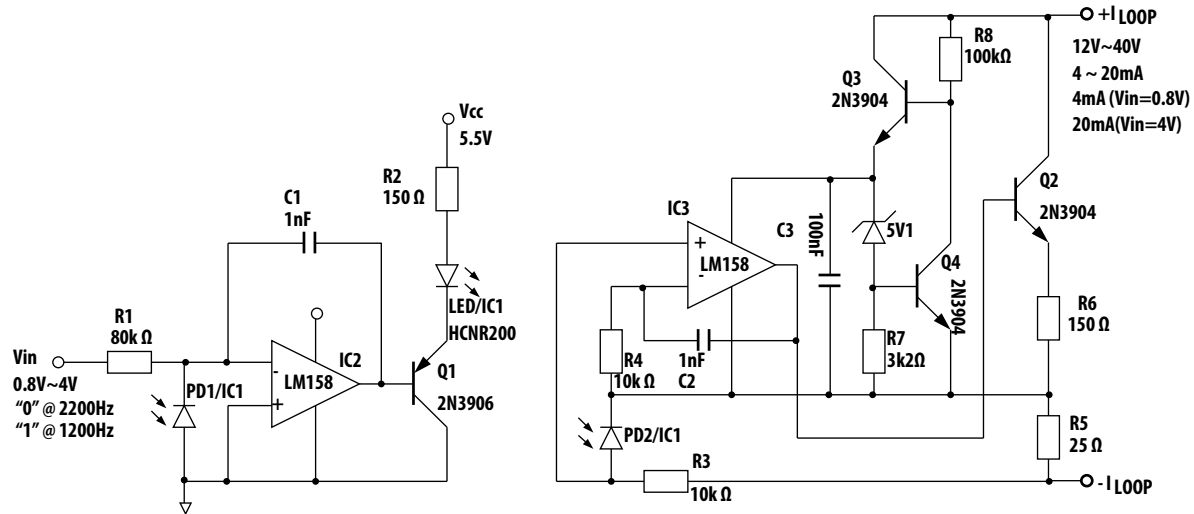 Vcc
5.5V
R2
150 Ω
C1
1nF
LED/IC1
HCNR200
R1
80k Ω
Vin
0.8V~4V
“0” @ 2200Hz
“1” @ 1200Hz
PD1/IC1
-
+
LM158
IC2
Q1
2N3906
+I LOOP
12V~40V
4 ~ 20mA
4mA (Vin=0.8V)
20mA(Vin=4V)
R8
100kΩ
Q3
2N3904
Q2
2N3904
IC3
+
-
LM158
C3
100nF
5V1
Q4
2N3904
R6
150 Ω
R4
10k Ω
1nF
C2
R7
3k2Ω
R5
25 Ω
PD2/IC1
R3
10k Ω
- I LOOP